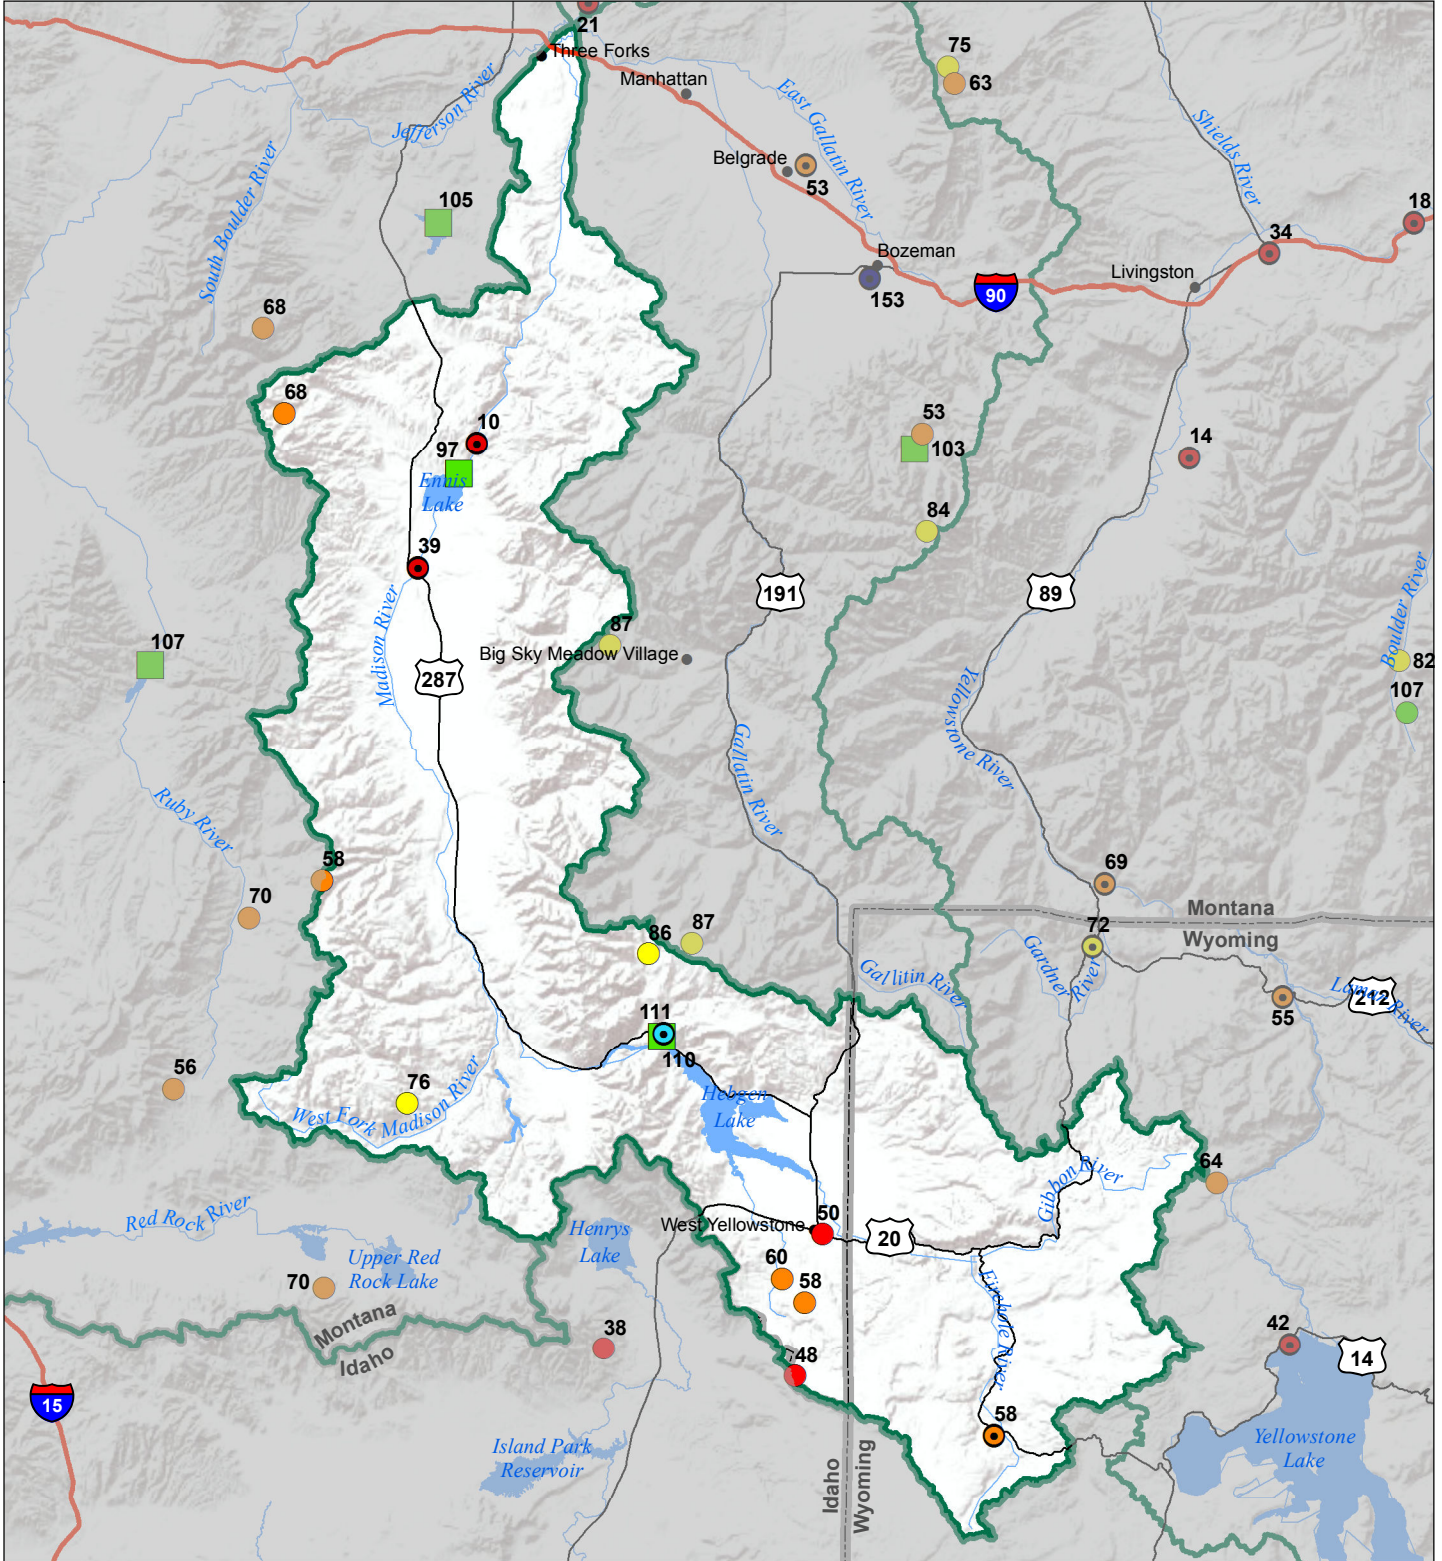 21
Three Forks
Manhattan
75
63
Jefferson River
East Gallatin River
Shields River
Belgrade
53
South Boulder River
105
18
34
Bozeman
153
90
Livingston
68
68
10
97
Ennis
Lake
53
103
14
39
84
191
89
Madison River
Boulder River
87
Big Sky Meadow Village
107
82
107
287
Yellowstone River
Gallatin River
Ruby River
58
70
69
Montana
Wyoming
86
87
72
Gardner
River
Gallitin River
Lamar River
212
55
111
110
56
76
West Fork Madison River
Hebgen
Lake
64
Gibbon River
Red Rock River
Henrys
Lake
West Yellowstone
50
20
Upper Red
Rock Lake
70
60
58
Firehole River
Montana
Idaho
38
48
42
14
15
58
Island Park
Reservoir
Yellowstone
Lake
Idaho
Wyoming